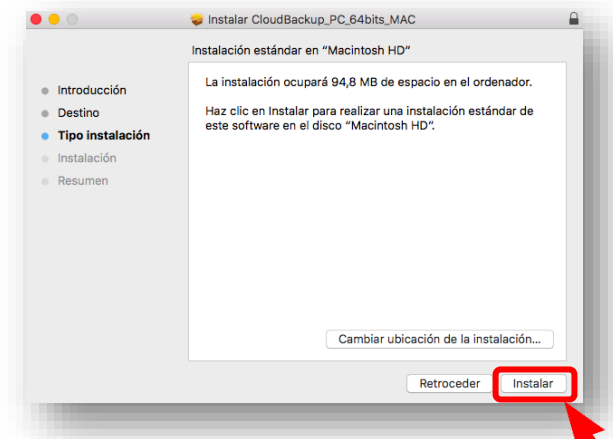 Instalar CloudBackup_PC_64bits_MAC
Instalación estándar en “Macintosh HD”
Introducción
Destino
Tipo instalación
Instalación
Resumen
La instalación ocupará 94,8 MB de espacio en el ordenador.
Haz clic en Instalar para realizar una instalación estándar de
este software en el disco “Macintosh HD”.
Cambiar ubicación de la instalación...
Retroceder
Instalar